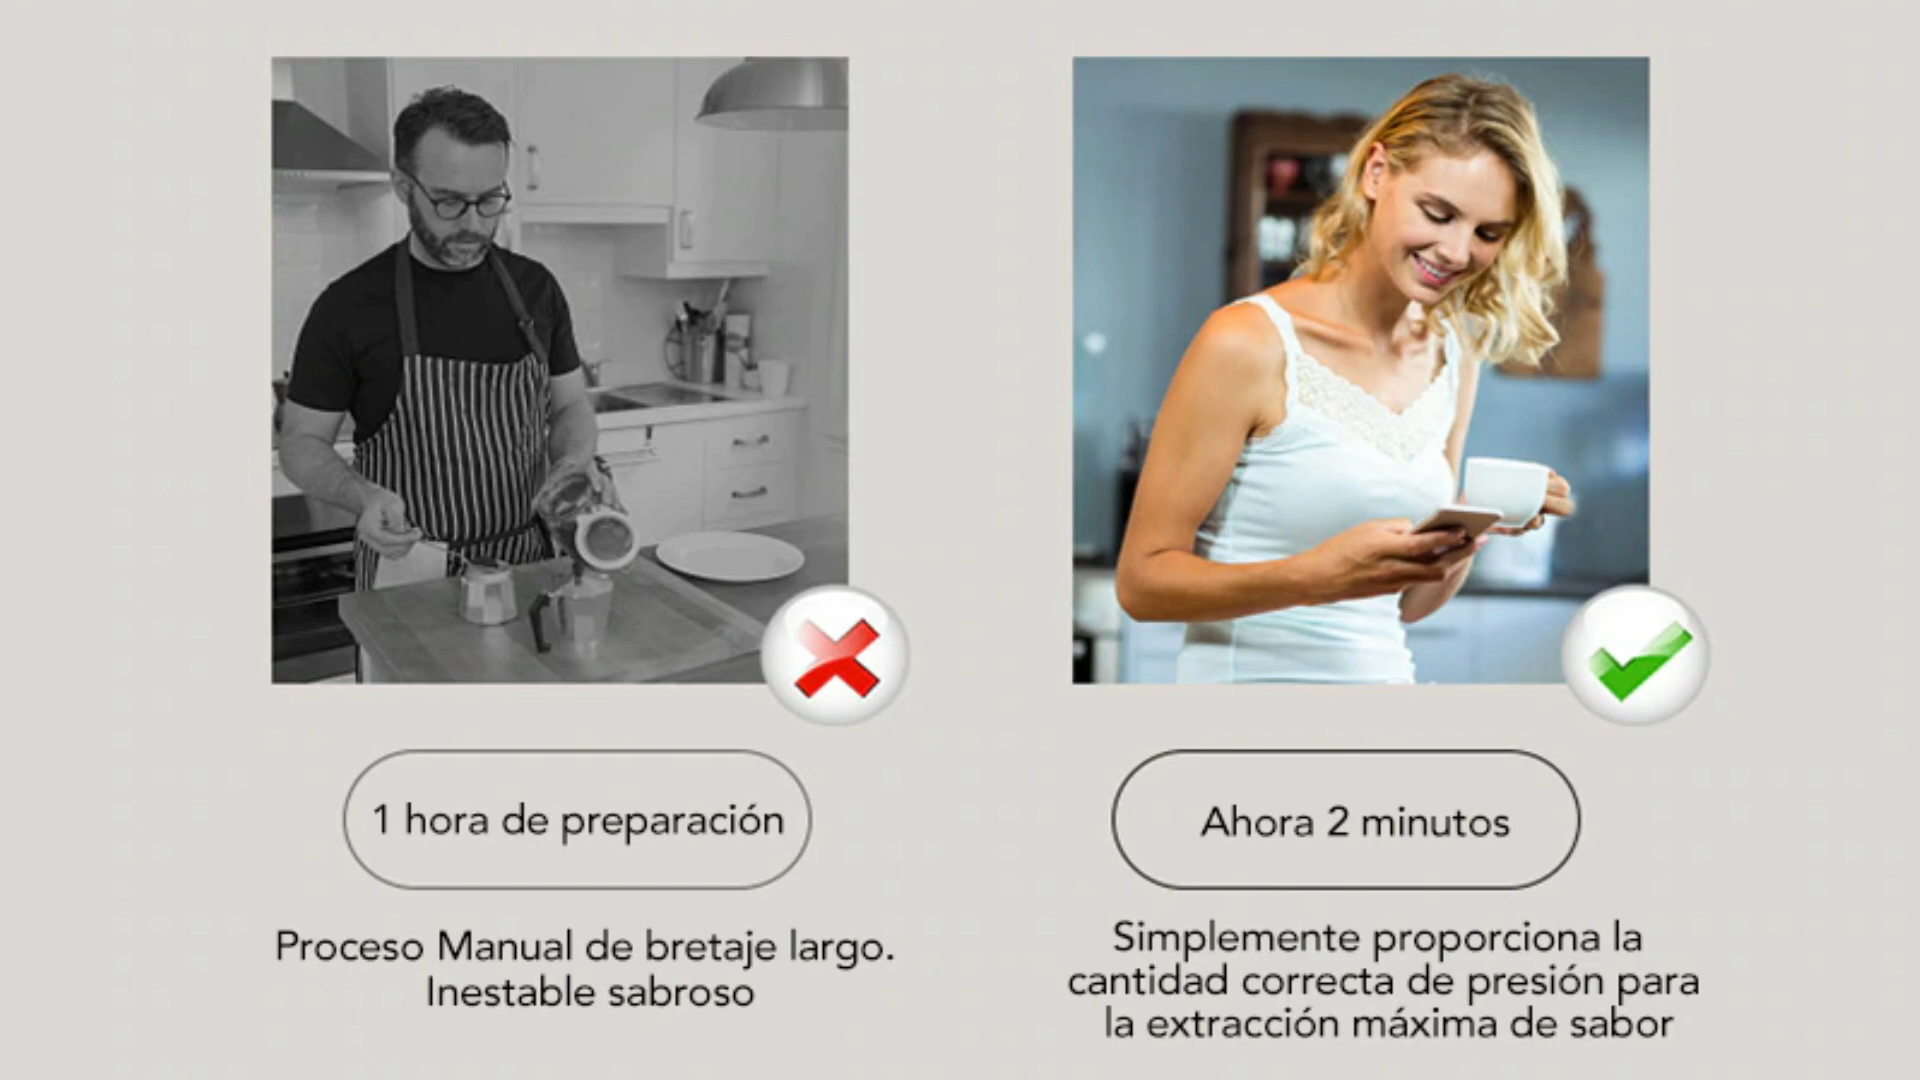 1 hora de preparación
Proceso Manual de bretaje largo.
Inestable sabroso
Ahora 2 minutos
Simplemente proporciona la
cantidad correcta de presión para
la extracción máxima de sabor